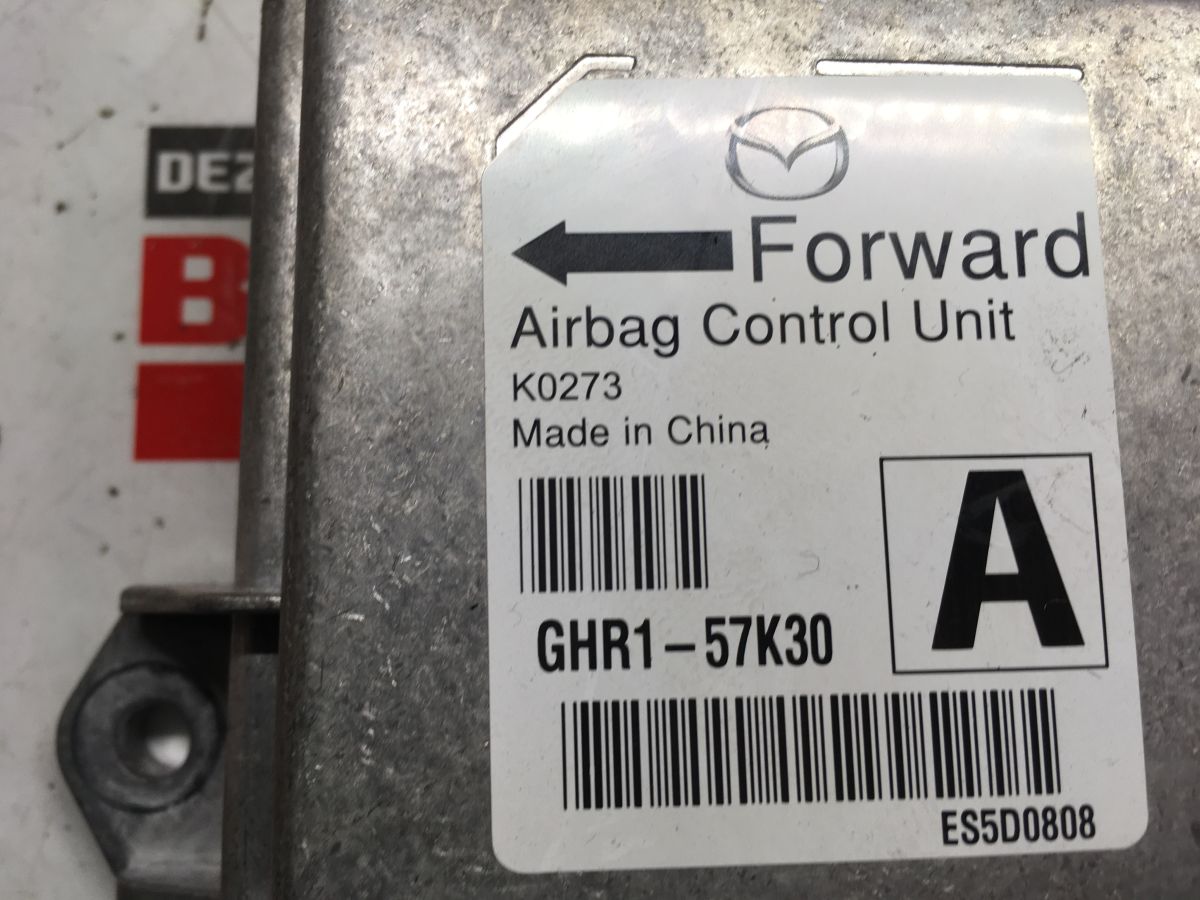 DEZ
B
Forward
Airbag Control Unit
K0273
Made in China
A
GHR1-57K30
ES5D0808